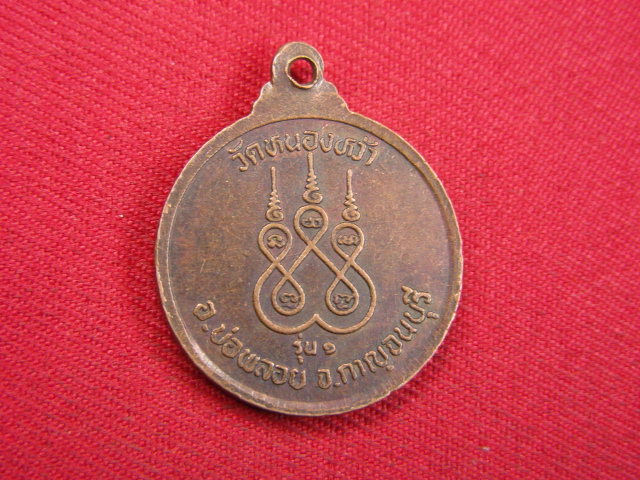 วัดหนองหว้า
รุ่น ๑
อ.บ่อพลอย จ.กาญจนบุรี